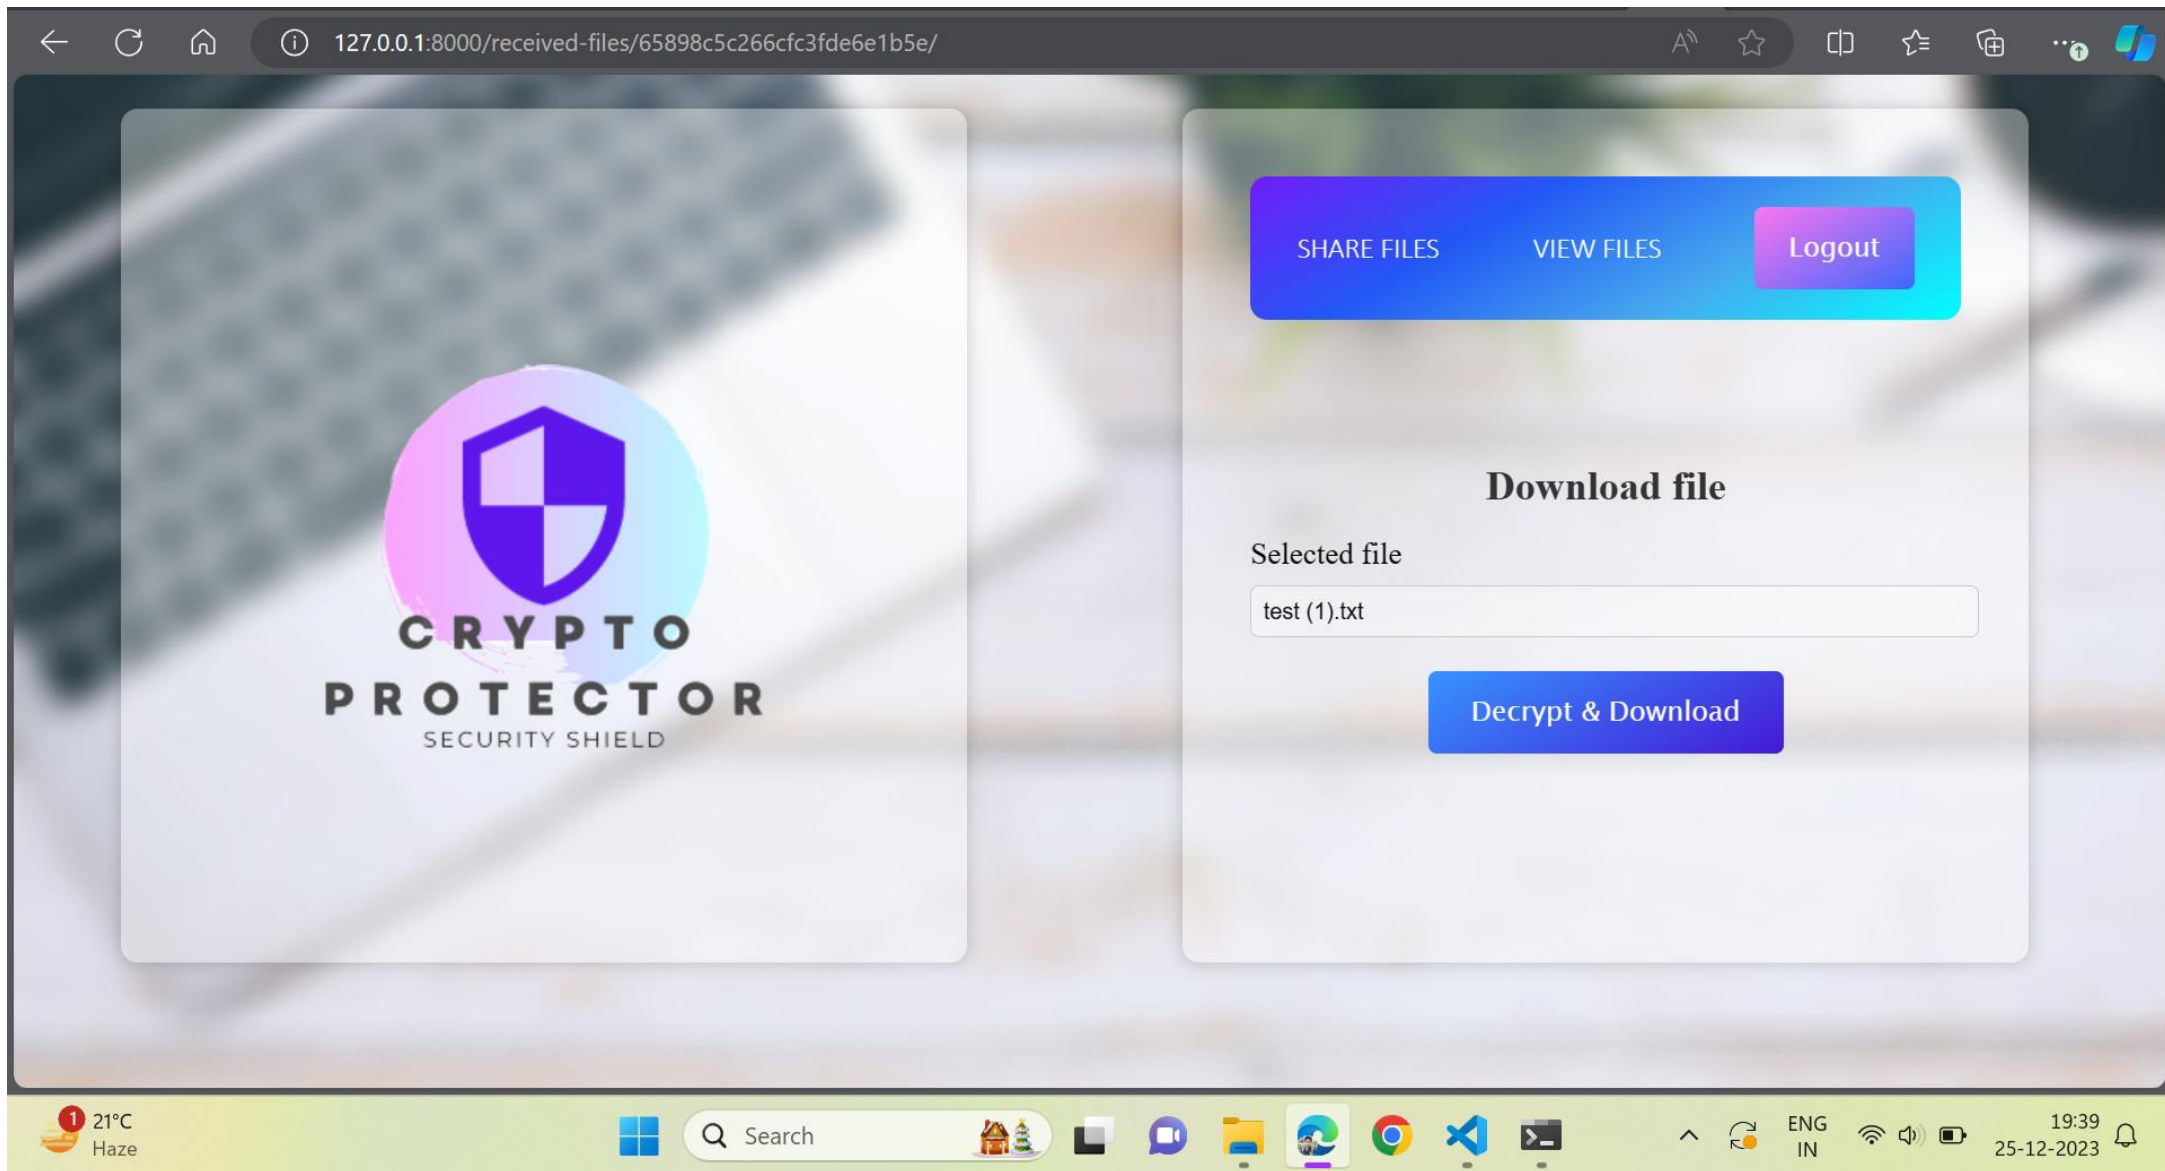 127.0.0.1:8000/received-files/65898c5c266cfc3fde6e1b5e/
SHARE FILES
VIEW FILES
Logout
CRYPTO
PROTECTOR
SECURITY SHIELD
Download file
Selected file
test (1).txt
Decrypt & Download
1
21°C
Haze
Search
ENG
IN
19:39
25-12-2023